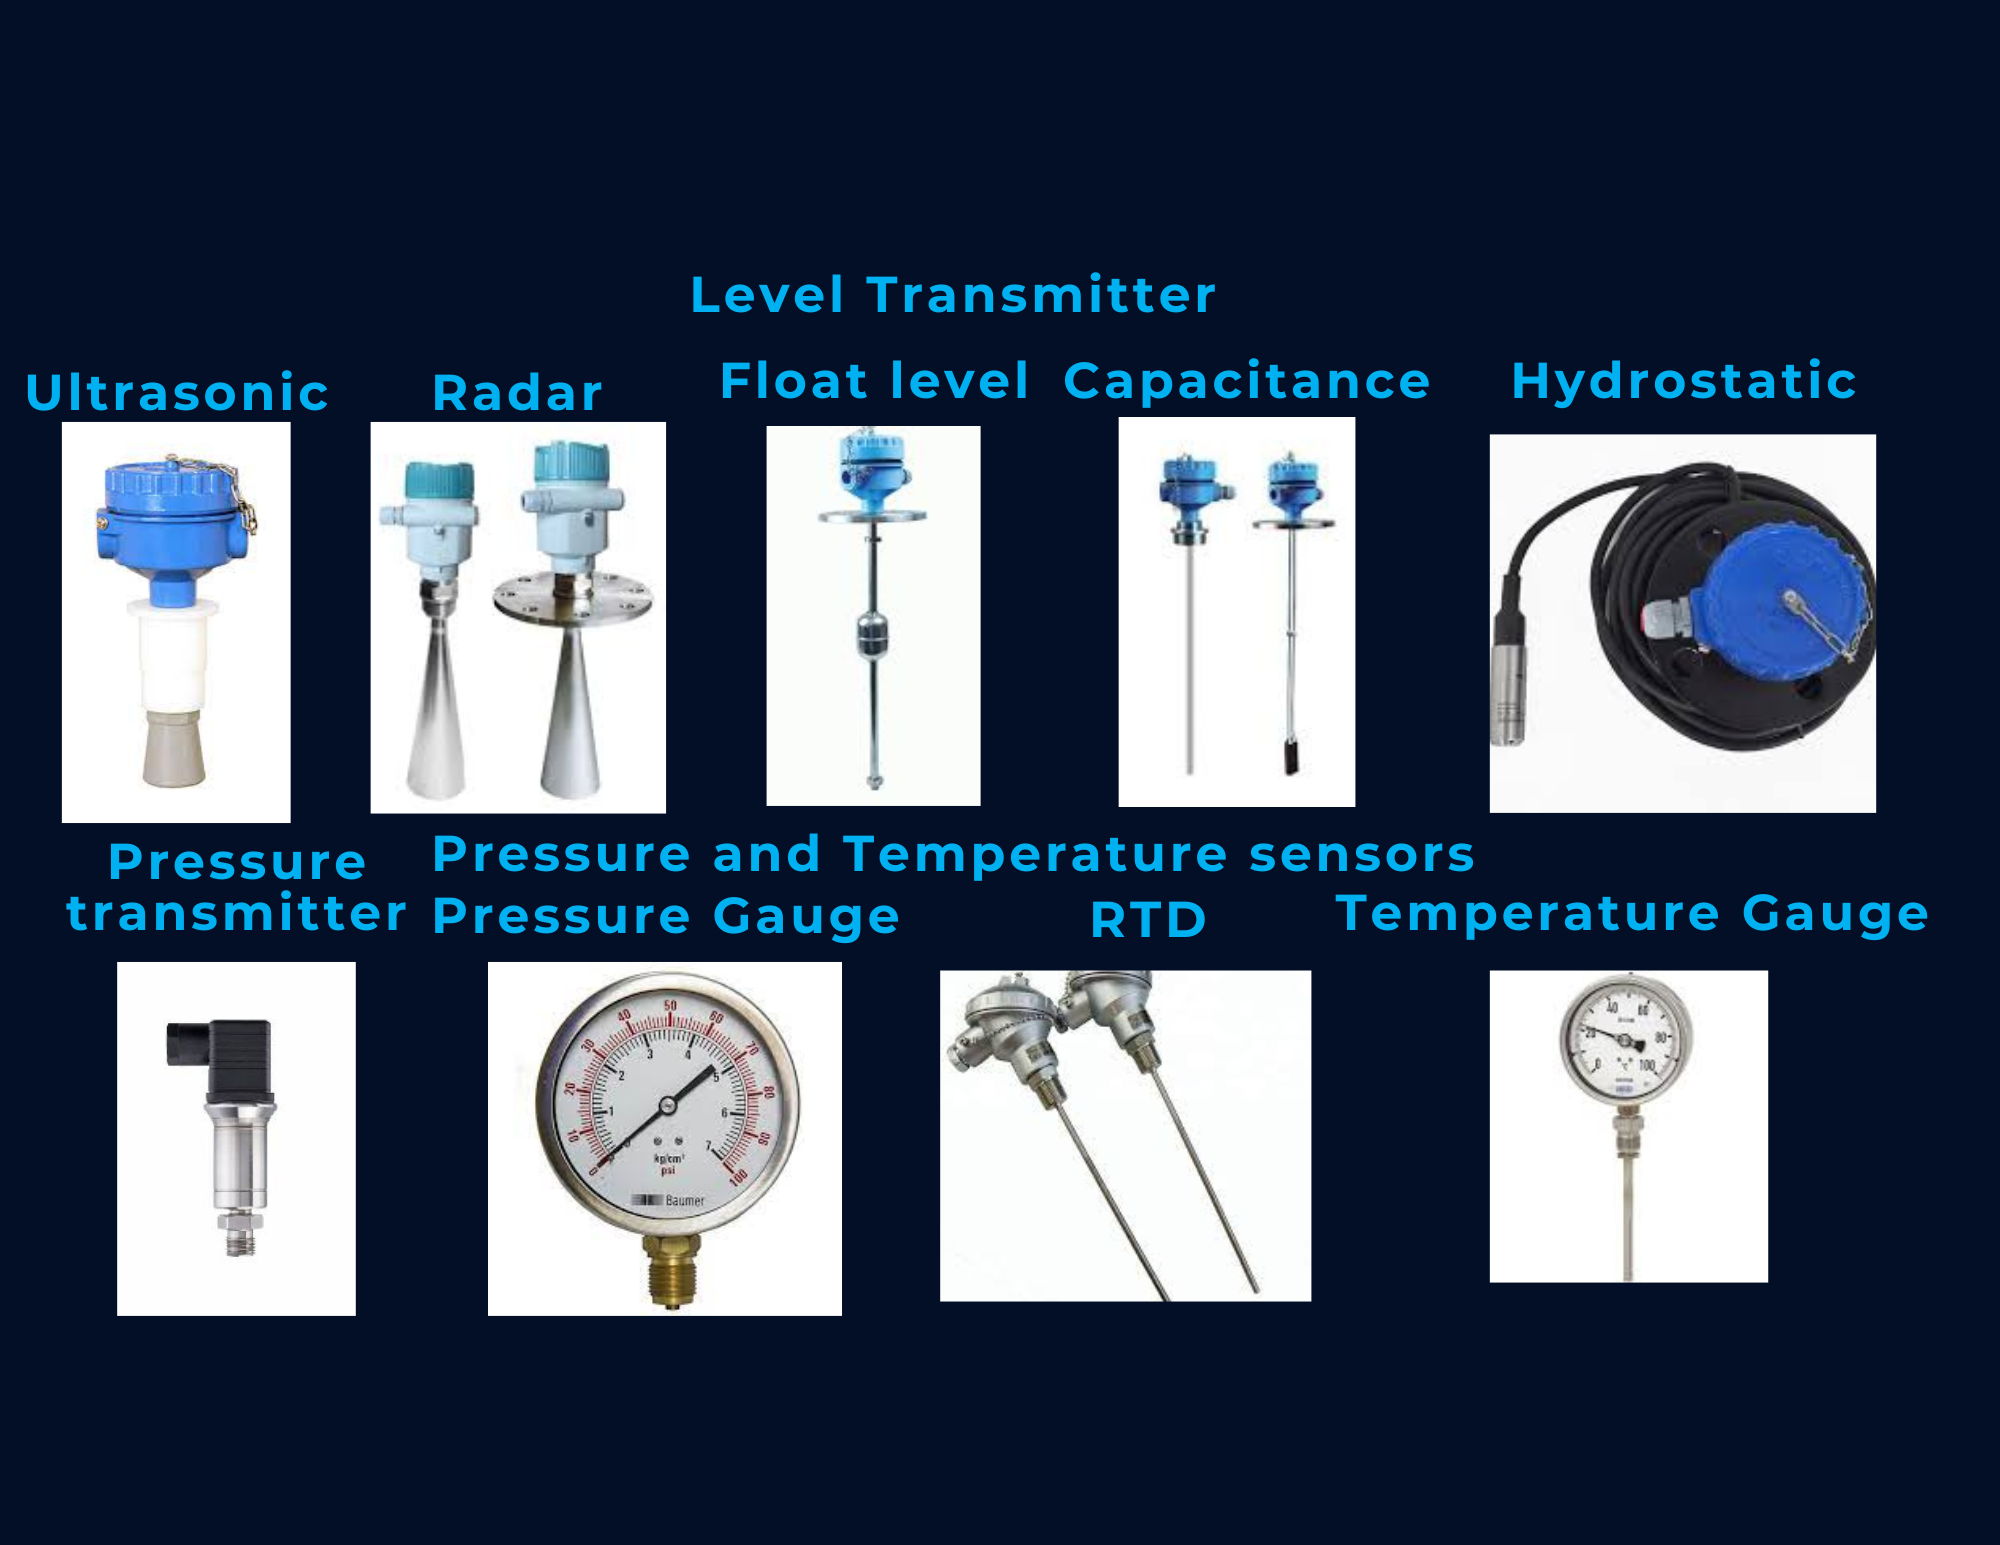 Level Transmitter
Ultrasonic
Radar
Float level
Capacitance
Hydrostatic
Pressure and Temperature sensors
Pressure
transmitter
Pressure Gauge
RTD
Temperature Gauge
0
10
20
30
40
50
60
70
80
90
100
0
1
2
3
4
5
6
7
kg/cm²
psi
Baumer
0
20
40
60
80
100
°C